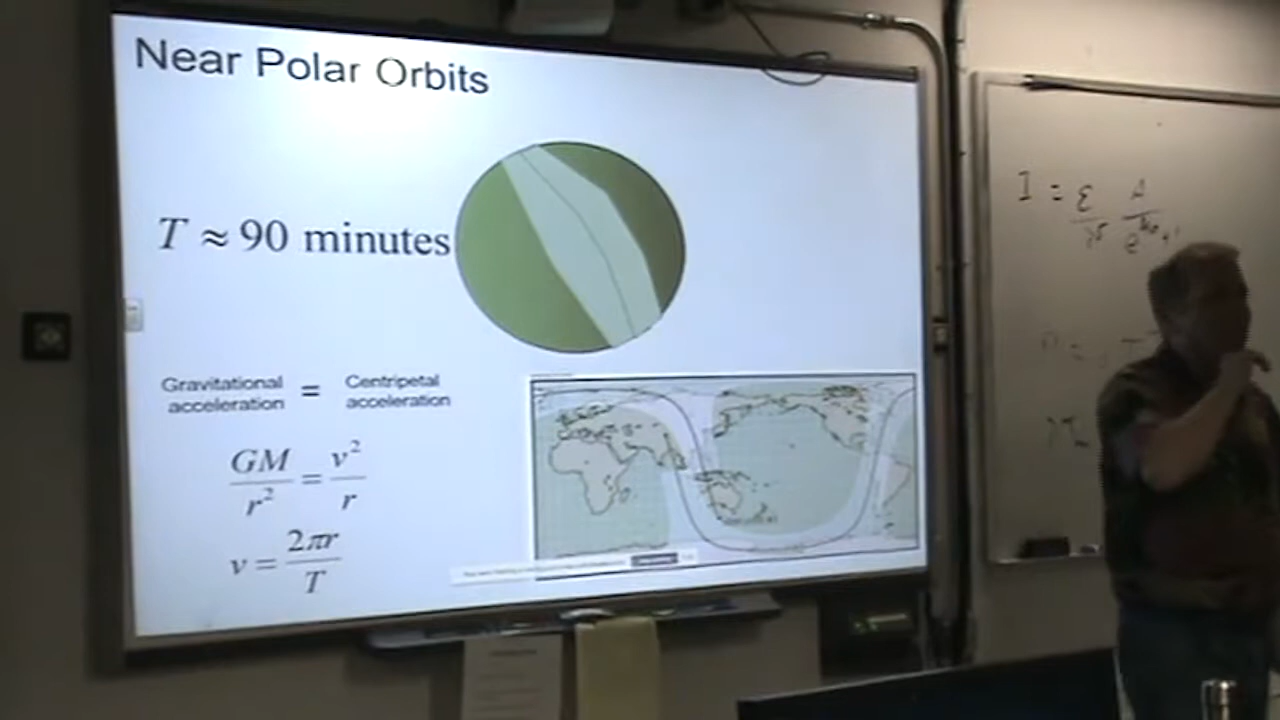 Near Polar Orbits
T ≈ 90 minutes
Gravitational acceleration = Centripetal acceleration
GM/r² = v²/r
v = 2πr/T
I =